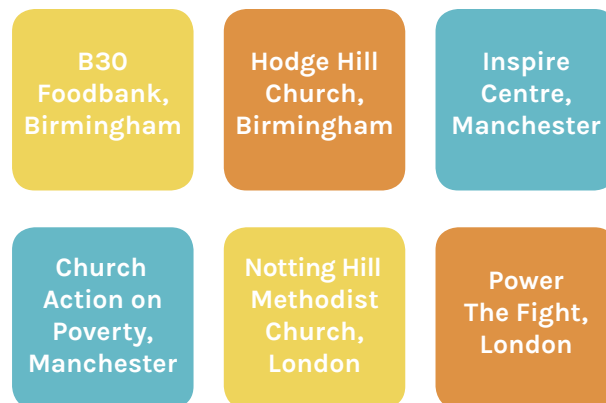 B30
Foodbank,
Birmingham
Hodge Hill
Church,
Birmingham
Inspire
Centre,
Manchester
Church
Action on
Poverty,
Manchester
Notting Hill
Methodist
Church,
London
Power
The Fight,
London